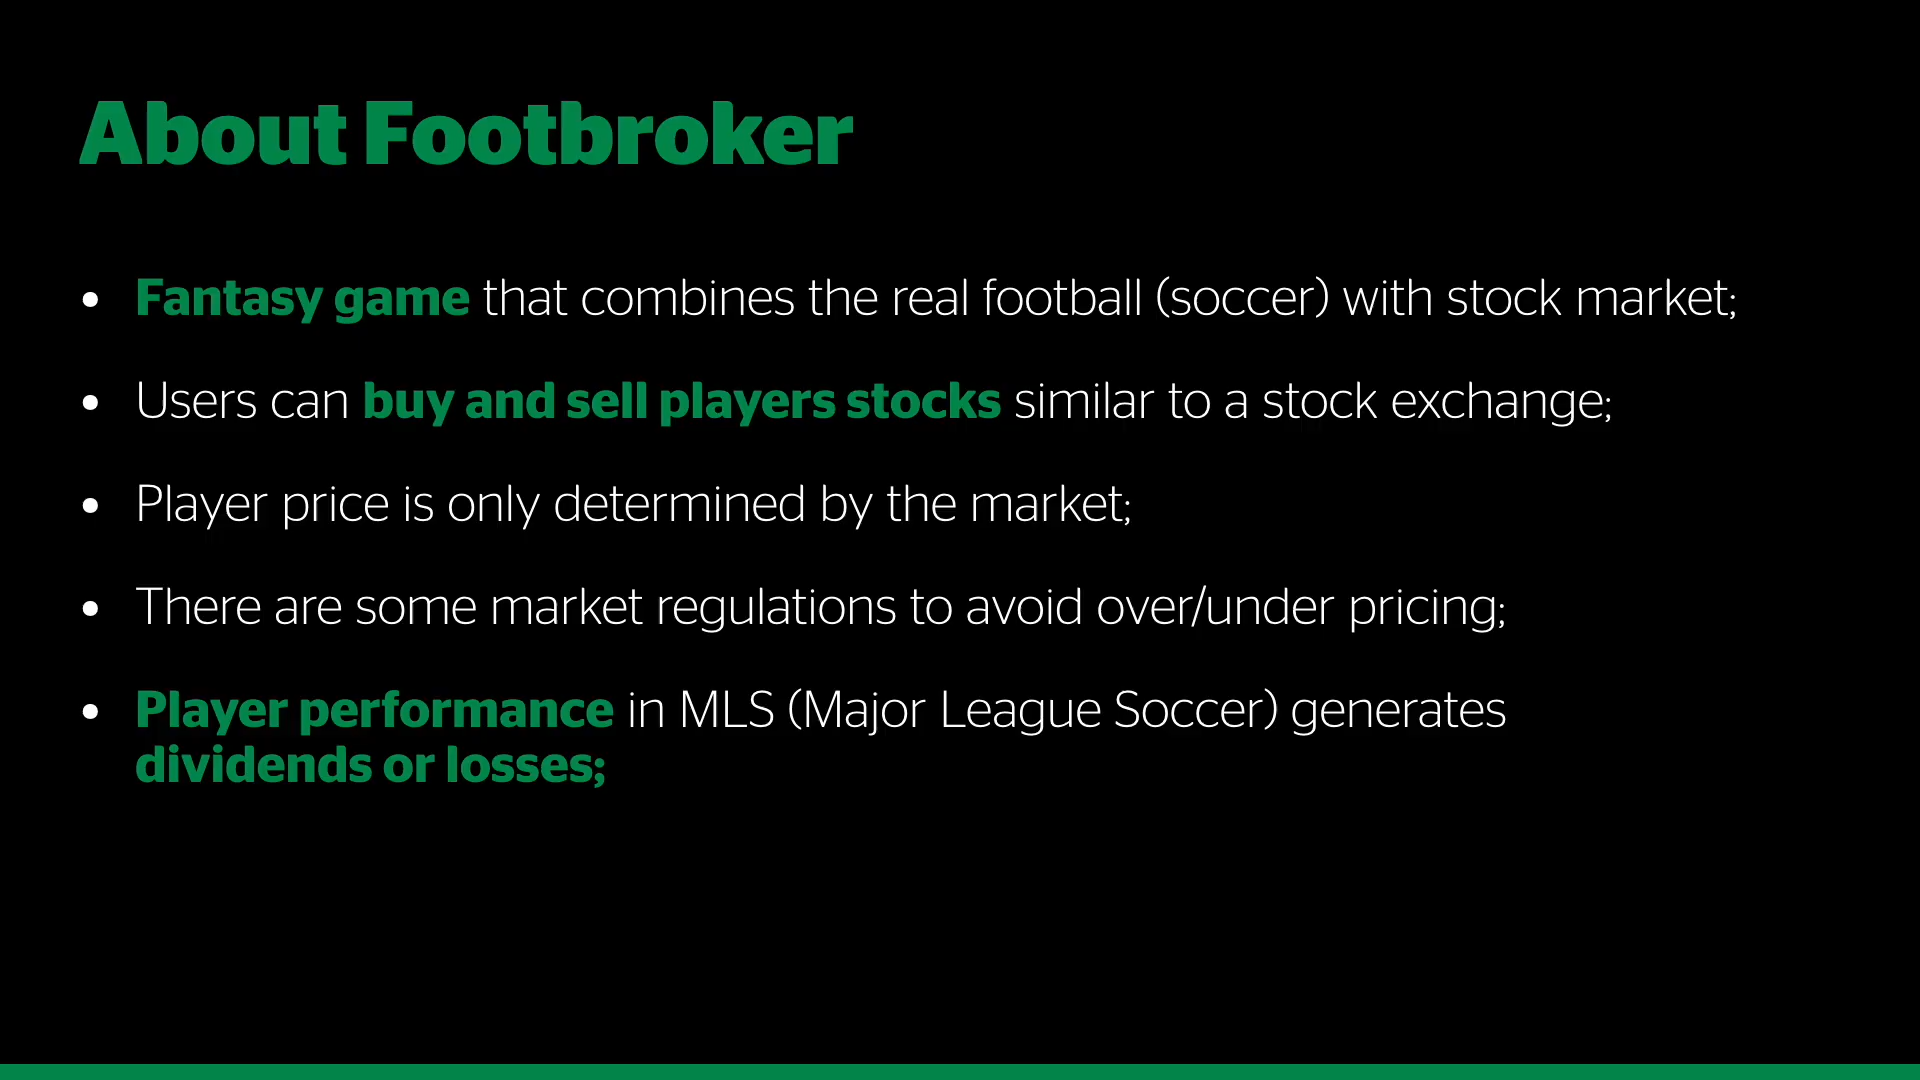 About Footbroker
• Fantasy game that combines the real football (soccer) with stock market;
• Users can buy and sell players stocks similar to a stock exchange;
• Player price is only determined by the market;
• There are some market regulations to avoid over/under pricing;
• Player performance in MLS (Major League Soccer) generates
dividends or losses;